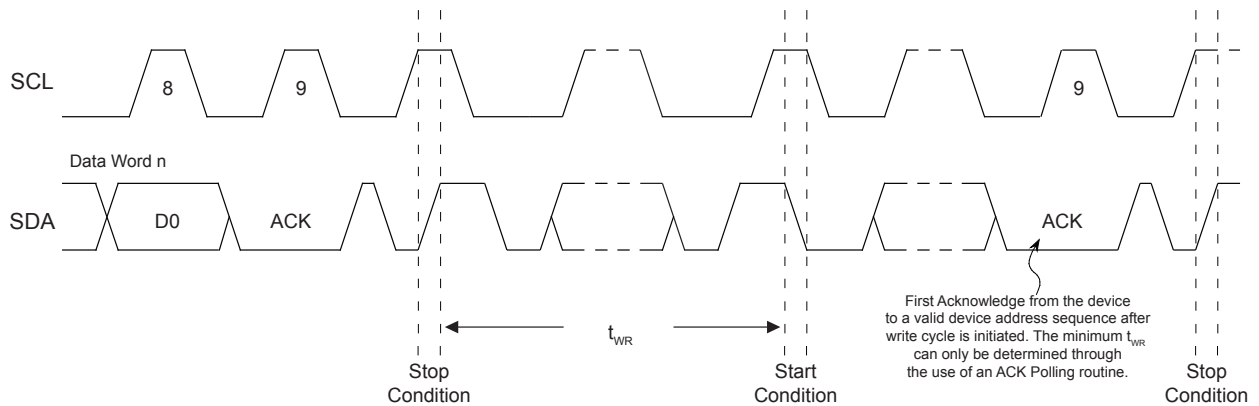 SCL
8
9
9
Data Word n
SDA
D0
ACK
ACK
First Acknowledge from the device
to a valid device address sequence after
write cycle is initiated. The minimum tWR
can only be determined through
the use of an ACK Polling routine.
tWR
Stop
Condition
Start
Condition
Stop
Condition